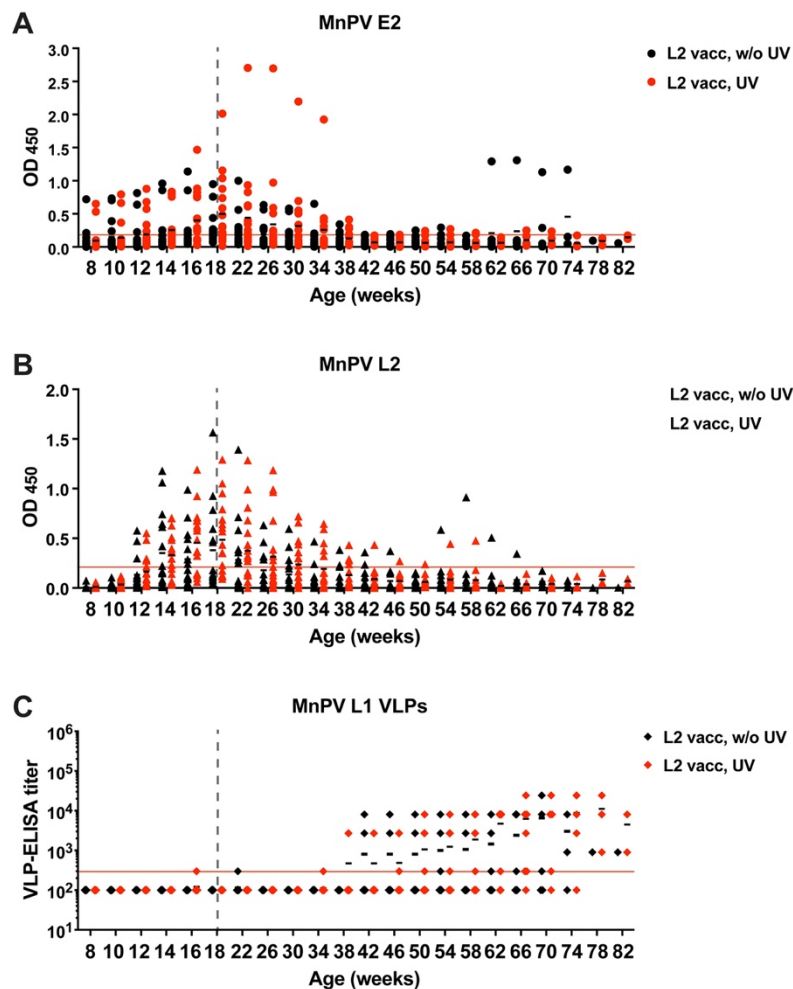 A
MnPV E2
L2 vacc, w/o UV
L2 vacc, UV
OD 450
3.0
2.5
2.0
1.5
1.0
0.5
0.0
8 10 12 14 16 18 22 26 30 34 38 42 46 50 54 58 62 66 70 74 78 82
Age (weeks)
B
MnPV L2
L2 vacc, w/o UV
L2 vacc, UV
OD 450
2.0
1.5
1.0
0.5
0.0
8 10 12 14 16 18 22 26 30 34 38 42 46 50 54 58 62 66 70 74 78 82
Age (weeks)
C
MnPV L1 VLPs
L2 vacc, w/o UV
L2 vacc, UV
VLP-ELISA titer
10⁶
10⁵
10⁴
10³
10²
10¹
8 10 12 14 16 18 22 26 30 34 38 42 46 50 54 58 62 66 70 74 78 82
Age (weeks)